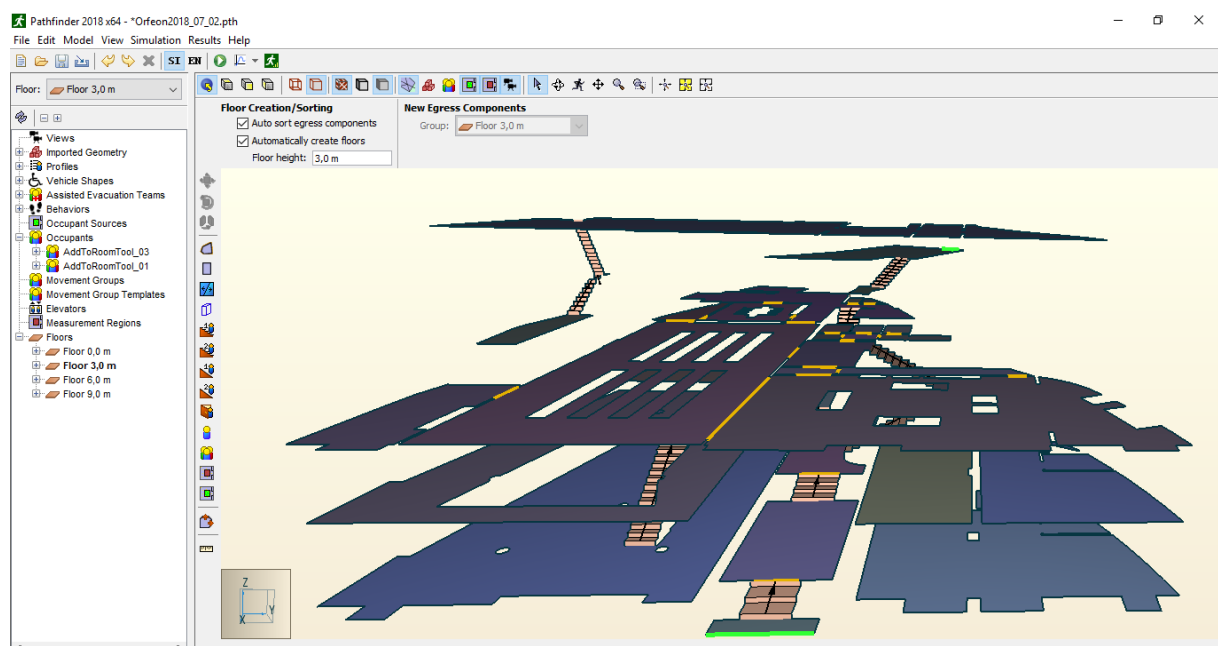 Pathfinder 2018 x64 - *Orfeon2018_07_02.pth
File Edit Model View Simulation Results Help
SI EN
Floor: Floor 3,0 m
Floor Creation/Sorting
Auto sort egress components
Automatically create floors
Floor height: 3,0 m
New Egress Components
Group: Floor 3,0 m
Views
Imported Geometry
Profiles
Vehicle Shapes
Assisted Evacuation Teams
Behaviors
Occupant Sources
Occupants
AddToRoomTool_03
AddToRoomTool_01
Movement Groups
Movement Group Templates
Elevators
Measurement Regions
Floors
Floor 0,0 m
Floor 3,0 m
Floor 6,0 m
Floor 9,0 m
Z
Y
X